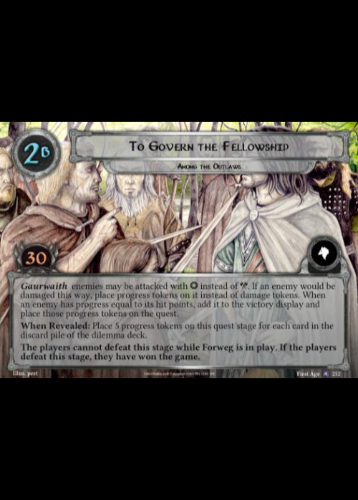 2B
To Govern the Fellowship
Among the Outlaws
30
Gaurwaith enemies may be attacked with instead of . If an enemy would be
damaged this way, place progress tokens on it instead of damage tokens. When
an enemy has progress equal to its hit points, add it to the victory display and
place those progress tokens on the quest.
When Revealed: Place 5 progress tokens on this quest stage for each card in the
discard pile of the dilemma deck.
The players cannot defeat this stage while Forweg is in play. If the players
defeat this stage, they have won the game.
Illus.
First Age